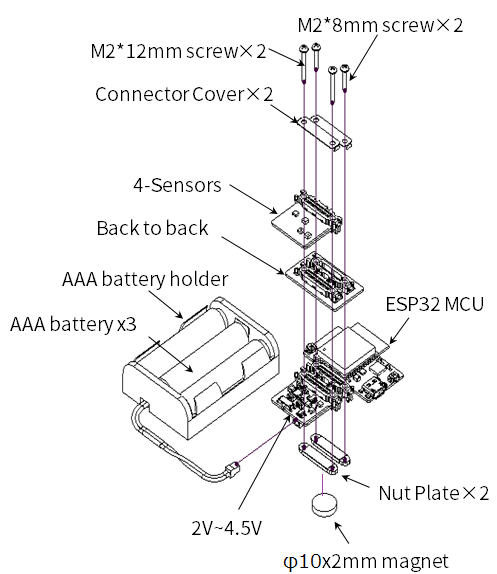 M2*8mm screw×2
M2*12mm screw×2
Connector Cover×2
4-Sensors
Back to back
AAA battery holder
ESP32 MCU
AAA battery x3
Nut Plate×2
2V~4.5V
φ10x2mm magnet